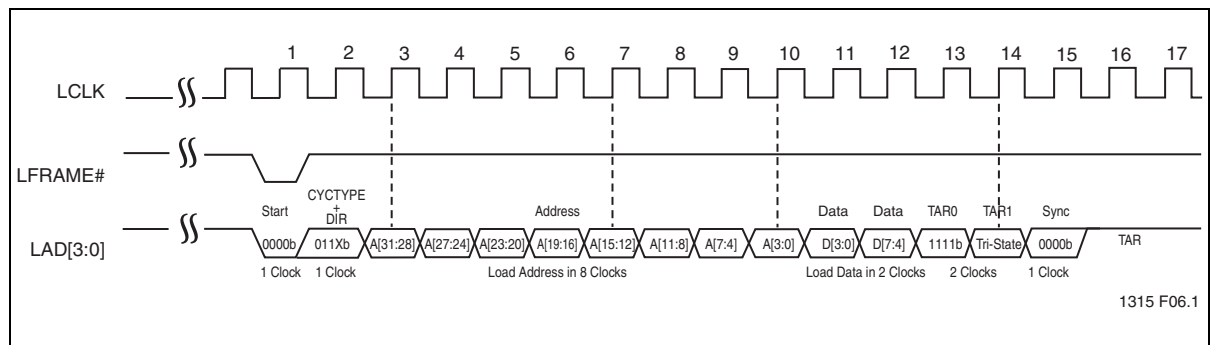 1 2 3 4 5 6 7 8 9 10 11 12 13 14 15 16 17
LCLK
LFRAME#
Start CYCTYPE + DIR Address Data Data TAR0 TAR1 Sync
LAD[3:0] 0000b 011Xb A[31:28] A[27:24] A[23:20] A[19:16] A[15:12] A[11:8] A[7:4] A[3:0] D[3:0] D[7:4] 1111b Tri-State 0000b TAR
1 Clock 1 Clock Load Address in 8 Clocks Load Data in 2 Clocks 2 Clocks 1 Clock
1315 F06.1